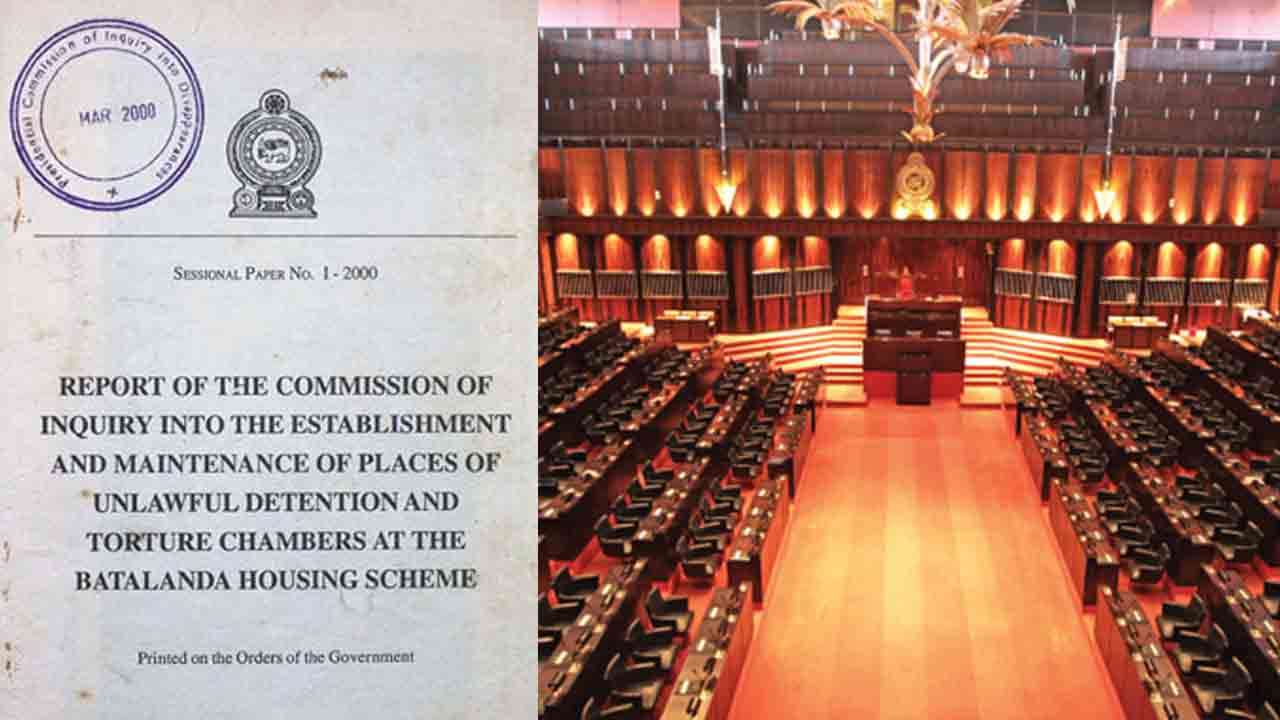 Presidential Commission of Inquiry into Disappearances
MAR 2000
SESSIONAL PAPER No. I - 2000
REPORT OF THE COMMISSION OF
INQUIRY INTO THE ESTABLISHMENT
AND MAINTENANCE OF PLACES OF
UNLAWFUL DETENTION AND
TORTURE CHAMBERS AT THE
BATALANDA HOUSING SCHEME
Printed on the Orders of the Government